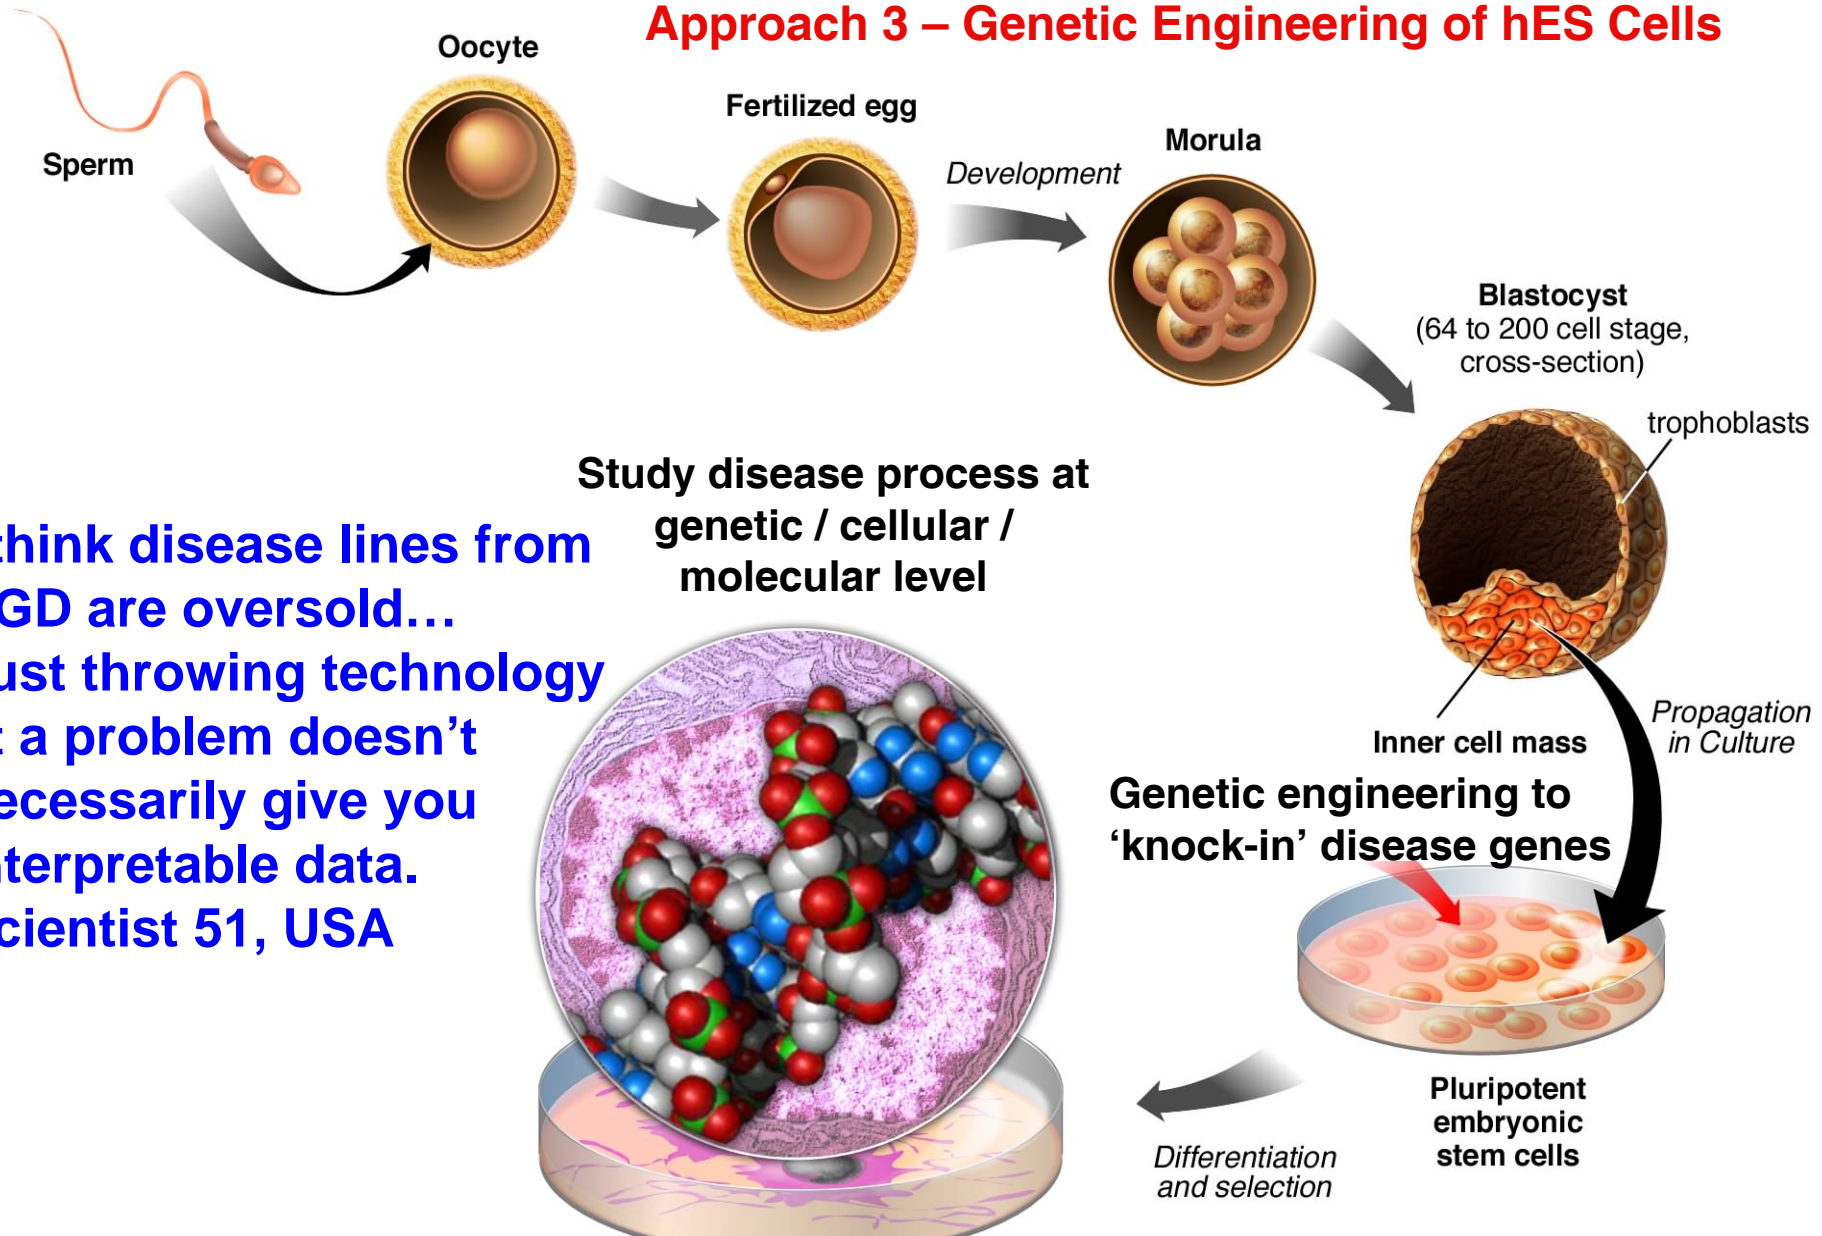 Approach 3 – Genetic Engineering of hES Cells
Oocyte
Fertilized egg
Sperm
Development
Morula
Blastocyst
(64 to 200 cell stage,
cross-section)
trophoblasts
Study disease process at
genetic / cellular /
molecular level
think disease lines from
GD are oversold…
ust throwing technology
t a problem doesn’t
ecessarily give you
nterpretable data.
cientist 51, USA
Inner cell mass
Propagation
in Culture
Genetic engineering to
‘knock-in’ disease genes
Pluripotent
embryonic
stem cells
Differentiation
and selection